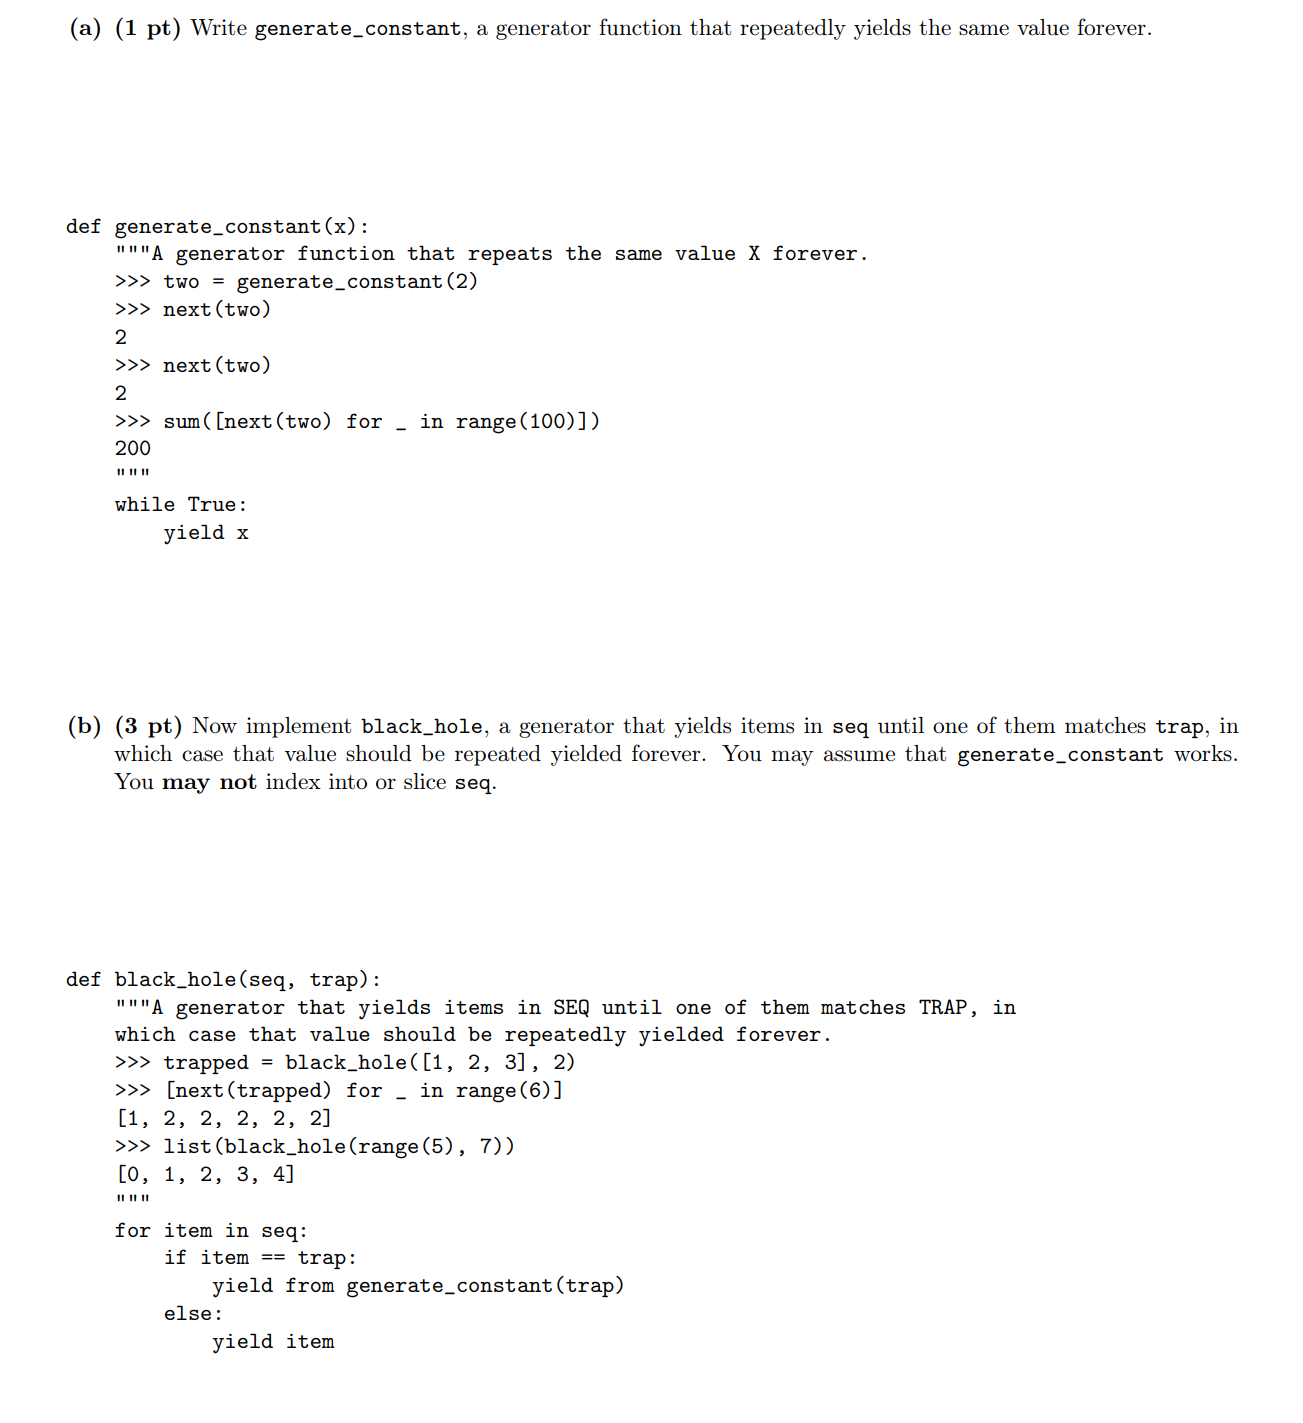 (a) (1 pt) Write generate_constant, a generator function that repeatedly yields the same value forever.
def generate_constant(x):
    """A generator function that repeats the same value X forever.
    >>> two = generate_constant(2)
    >>> next(two)
    2
    >>> next(two)
    2
    >>> sum([next(two) for _ in range(100)])
    200
    """
    while True:
        yield x
(b) (3 pt) Now implement black_hole, a generator that yields items in seq until one of them matches trap, in
which case that value should be repeated yielded forever. You may assume that generate_constant works.
You may not index into or slice seq.
def black_hole(seq, trap):
    """A generator that yields items in SEQ until one of them matches TRAP, in
    which case that value should be repeatedly yielded forever.
    >>> trapped = black_hole([1, 2, 3], 2)
    >>> [next(trapped) for _ in range(6)]
    [1, 2, 2, 2, 2, 2]
    >>> list(black_hole(range(5), 7))
    [0, 1, 2, 3, 4]
    """
    for item in seq:
        if item == trap:
            yield from generate_constant(trap)
        else:
            yield item